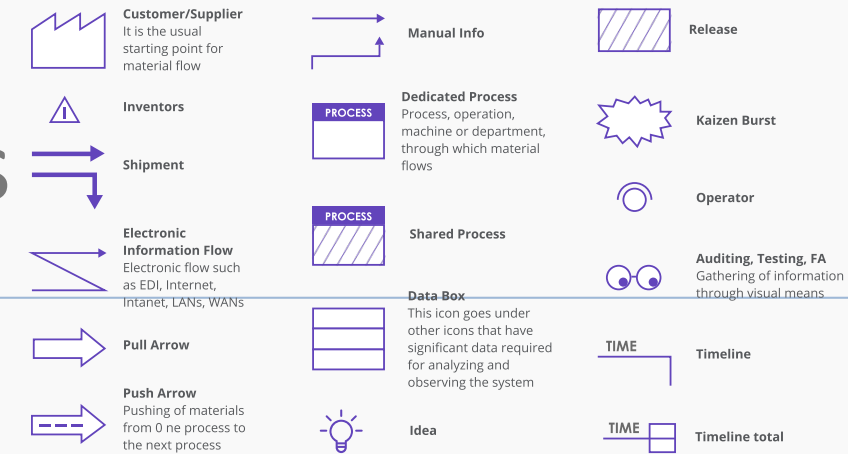 Customer/Supplier
It is the usual
starting point for
material flow
Inventors
I
Shipment
Electronic
Information Flow
Electronic flow such
as EDI, Internet,
Intanet, LANs, WANs
Pull Arrow
Push Arrow
Pushing of materials
from 0 ne process to
the next process
Manual Info
PROCESS
Dedicated Process
Process, operation,
machine or department,
through which material
flows
PROCESS
Shared Process
Data Box
This icon goes under
other icons that have
significant data required
for analyzing and
observing the system
Idea
Release
Kaizen Burst
Operator
Auditing, Testing, FA
Gathering of information
through visual means
TIME
Timeline
TIME
Timeline total